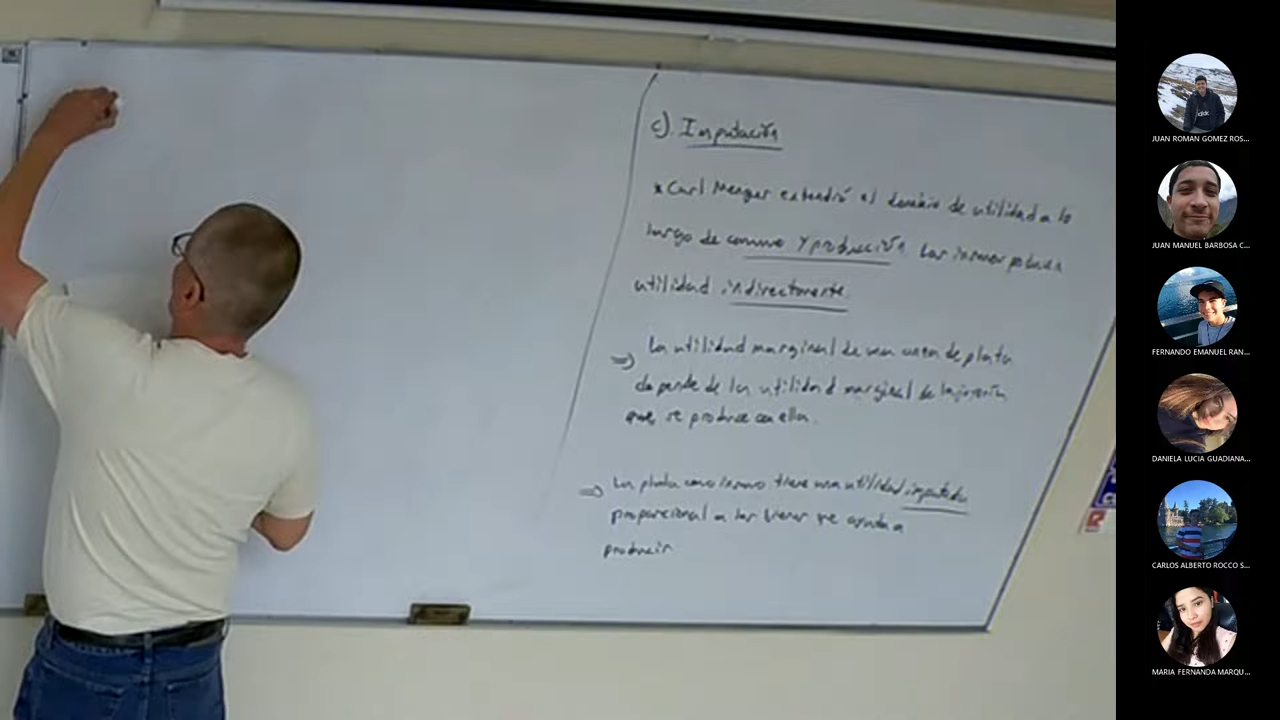 c). Imputación
* Carl Menger extendió el dominio de utilidad a lo
largo de consumo y producción Los insumos poseen
utilidad indirectamente
⇒ La utilidad marginal de una onza de plata
depende de la utilidad marginal de la joyería
que se produce con ella.
⇒ La plata como insumo tiene una utilidad imputada
proporcional a los bienes que ayuda a
producir
JUAN ROMAN GOMEZ ROS...
JUAN MANUEL BARBOSA C...
FERNANDO EMANUEL RAN...
DANIELA LUCIA GUADIANA...
CARLOS ALBERTO ROCCO S...
MARIA FERNANDA MARQU...